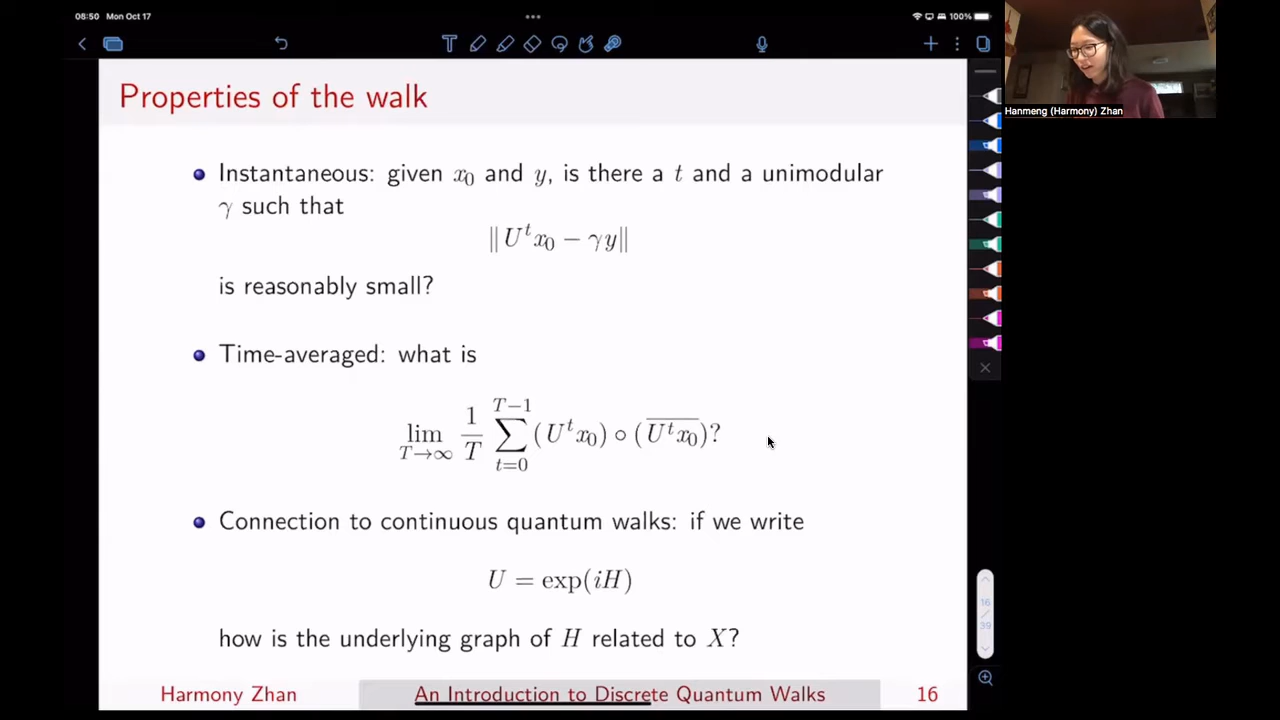 08:50 Mon Oct 17
100%
Properties of the walk
Instantaneous: given x₀ and y, is there a t and a unimodular
γ such that
‖Uᵗx₀ − γy‖
is reasonably small?
Time-averaged: what is
lim_{T→∞} 1/T ∑_{t=0}^{T−1} (Uᵗx₀) ∘ (\overline{Uᵗx₀})?
Connection to continuous quantum walks: if we write
U = exp(iH)
how is the underlying graph of H related to X?
Harmony Zhan An Introduction to Discrete Quantum Walks 16
Hanmeng (Harmony) Zhan
16
/
39